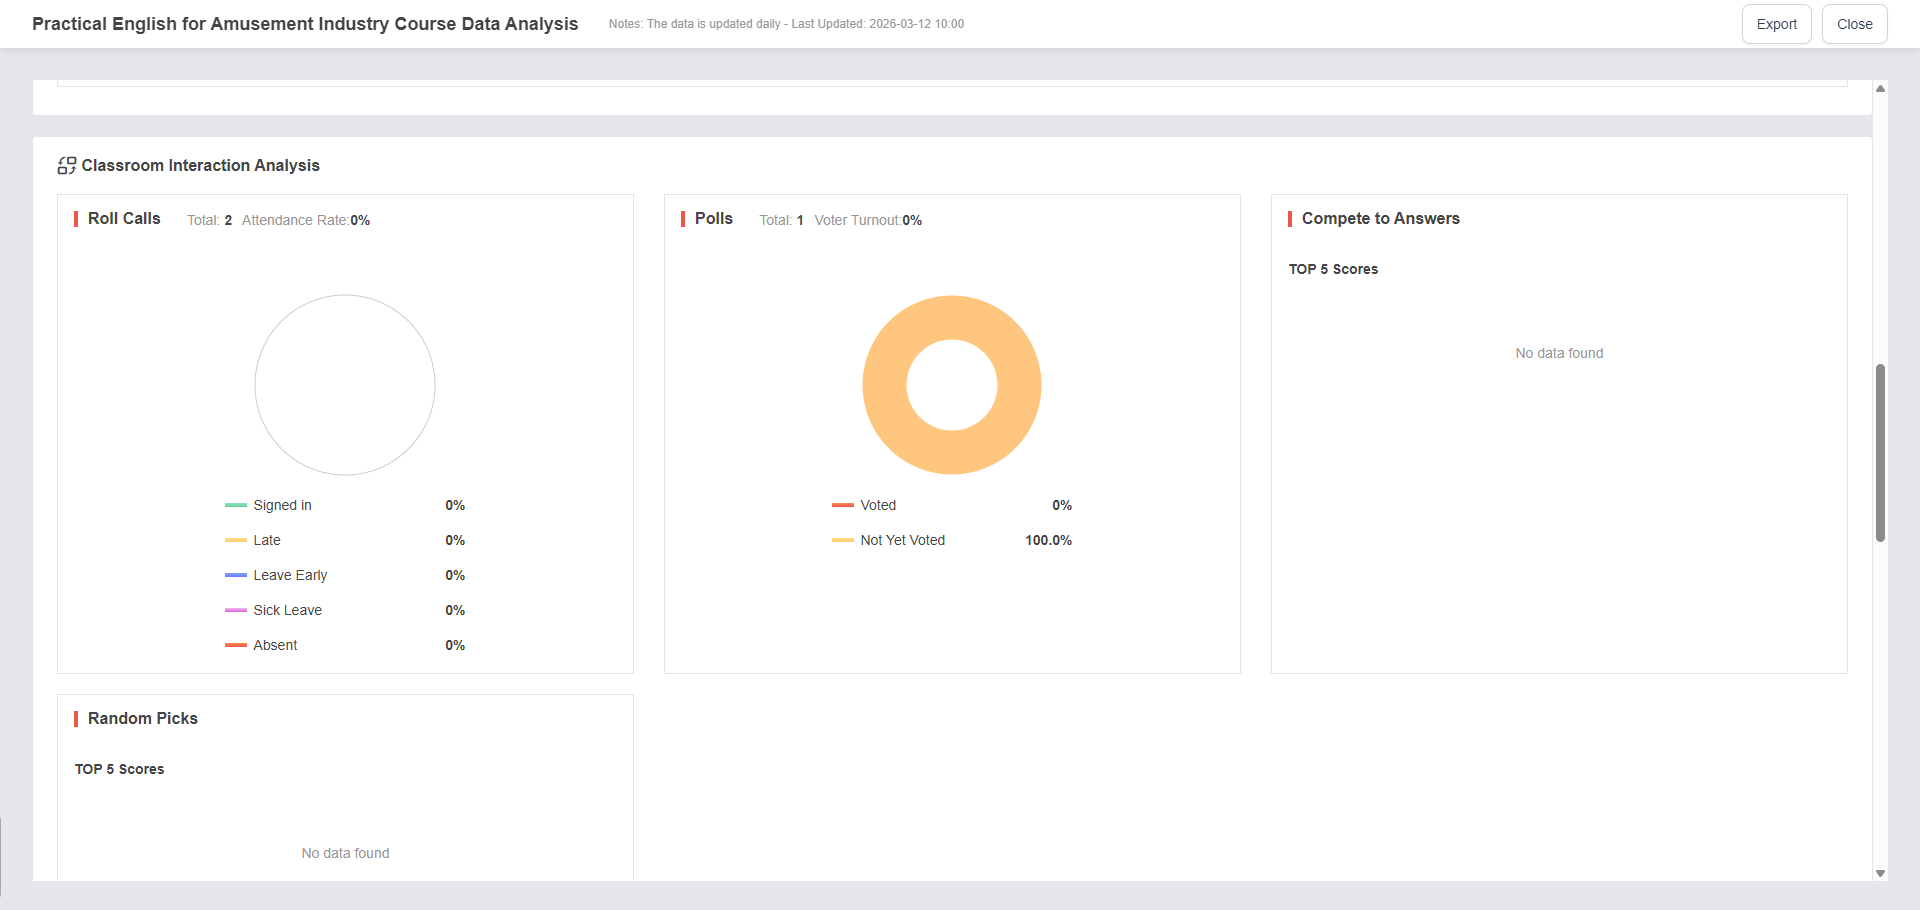 Practical English for Amusement Industry Course Data Analysis
Notes: The data is updated daily - Last Updated: 2026-03-12 10:00
Export
Close
Classroom Interaction Analysis
Roll Calls
Total: 2 Attendance Rate:0%
Signed in 0%
Late 0%
Leave Early 0%
Sick Leave 0%
Absent 0%
Polls
Total: 1 Voter Turnout:0%
Voted 0%
Not Yet Voted 100.0%
Compete to Answers
TOP 5 Scores
No data found
Random Picks
TOP 5 Scores
No data found